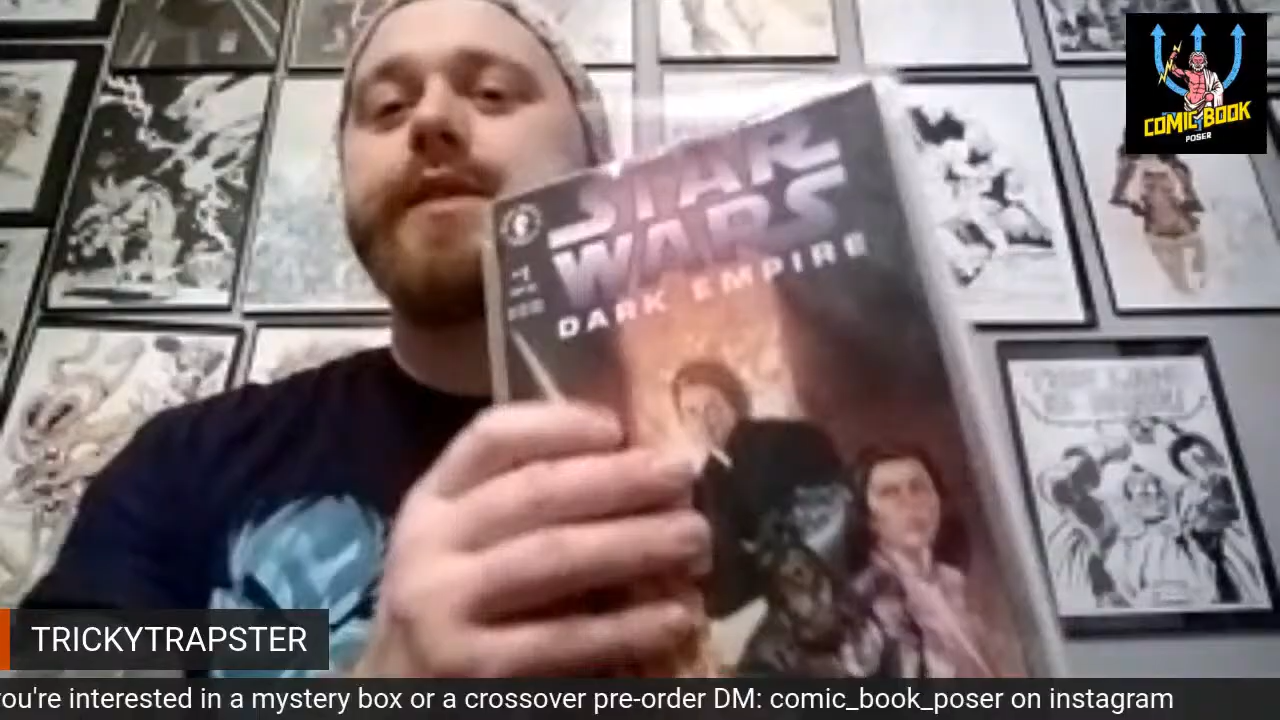 COMIC BOOK
POSER
STAR
WARS
DARK EMPIRE
TRICKYTRAPSTER
you're interested in a mystery box or a crossover pre-order DM: comic_book_poser on instagram